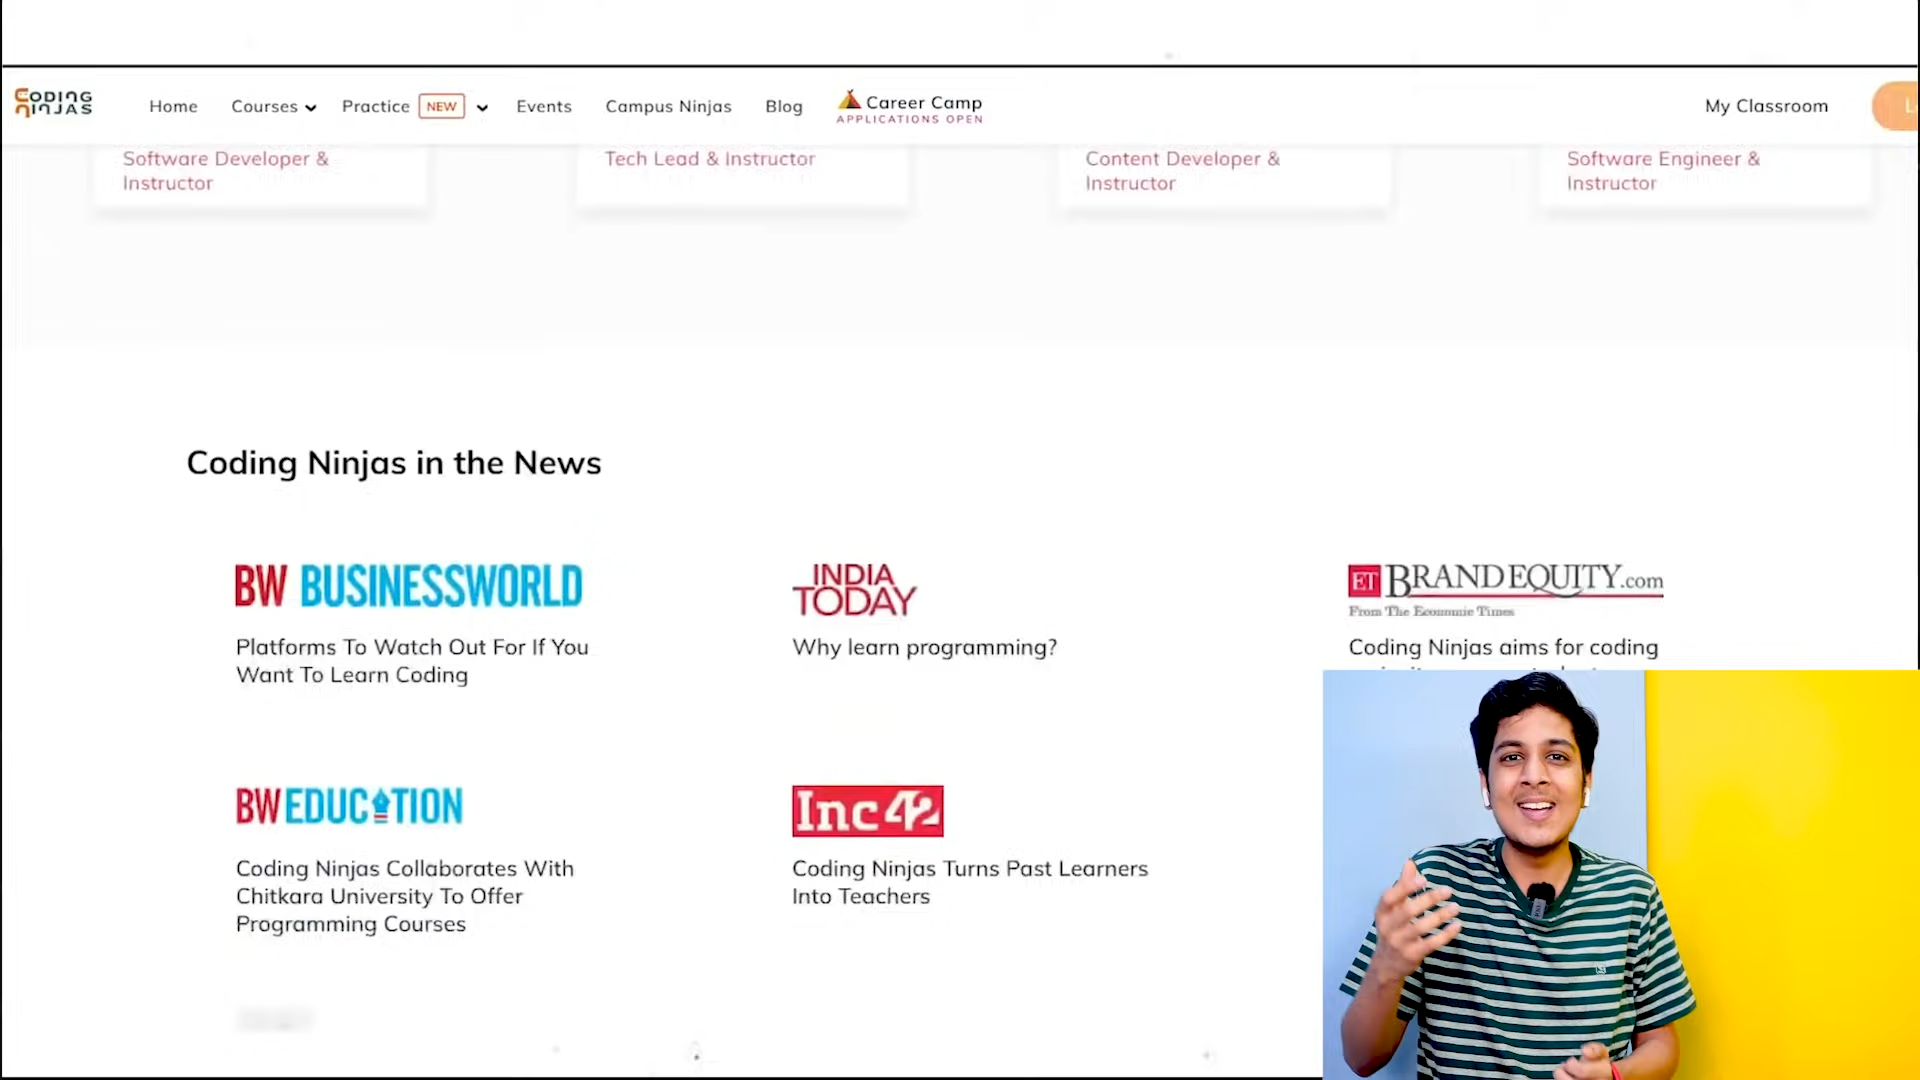 CODING
NINJAS
Home
Courses
Practice
NEW
Events
Campus Ninjas
Blog
Career Camp
APPLICATIONS OPEN
My Classroom
Software Developer &
Instructor
Tech Lead & Instructor
Content Developer &
Instructor
Software Engineer &
Instructor
Coding Ninjas in the News
BW BUSINESSWORLD
Platforms To Watch Out For If You
Want To Learn Coding
INDIA
TODAY
Why learn programming?
ET BRANDEQUITY.com
From The Economic Times
Coding Ninjas aims for coding
BW EDUCATION
Coding Ninjas Collaborates With
Chitkara University To Offer
Programming Courses
Inc42
Coding Ninjas Turns Past Learners
Into Teachers